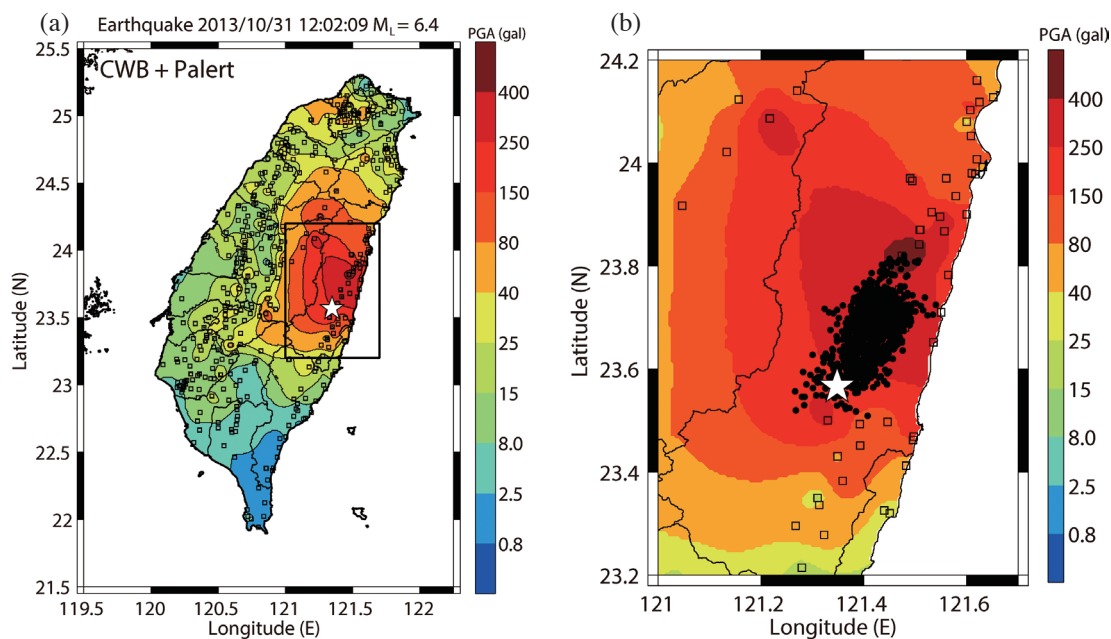 (a)
Earthquake 2013/10/31 12:02:09 M_L = 6.4
PGA (gal)
CWB + Palert
25.5
25
24.5
24
23.5
23
22.5
22
21.5
Latitude (N)
119.5 120 120.5 121 121.5 122
Longitude (E)
400
250
150
80
40
25
15
8.0
2.5
0.8
(b)
PGA (gal)
24.2
24
23.8
23.6
23.4
23.2
Latitude (N)
121 121.2 121.4 121.6
Longitude (E)
400
250
150
80
40
25
15
8.0
2.5
0.8